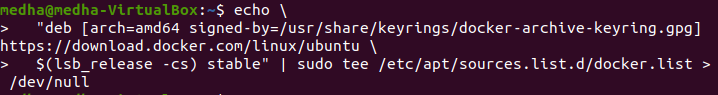 medha@medha-VirtualBox:~$ echo \
>   "deb [arch=amd64 signed-by=/usr/share/keyrings/docker-archive-keyring.gpg]
https://download.docker.com/linux/ubuntu \
>   $(lsb_release -cs) stable" | sudo tee /etc/apt/sources.list.d/docker.list >
/dev/null